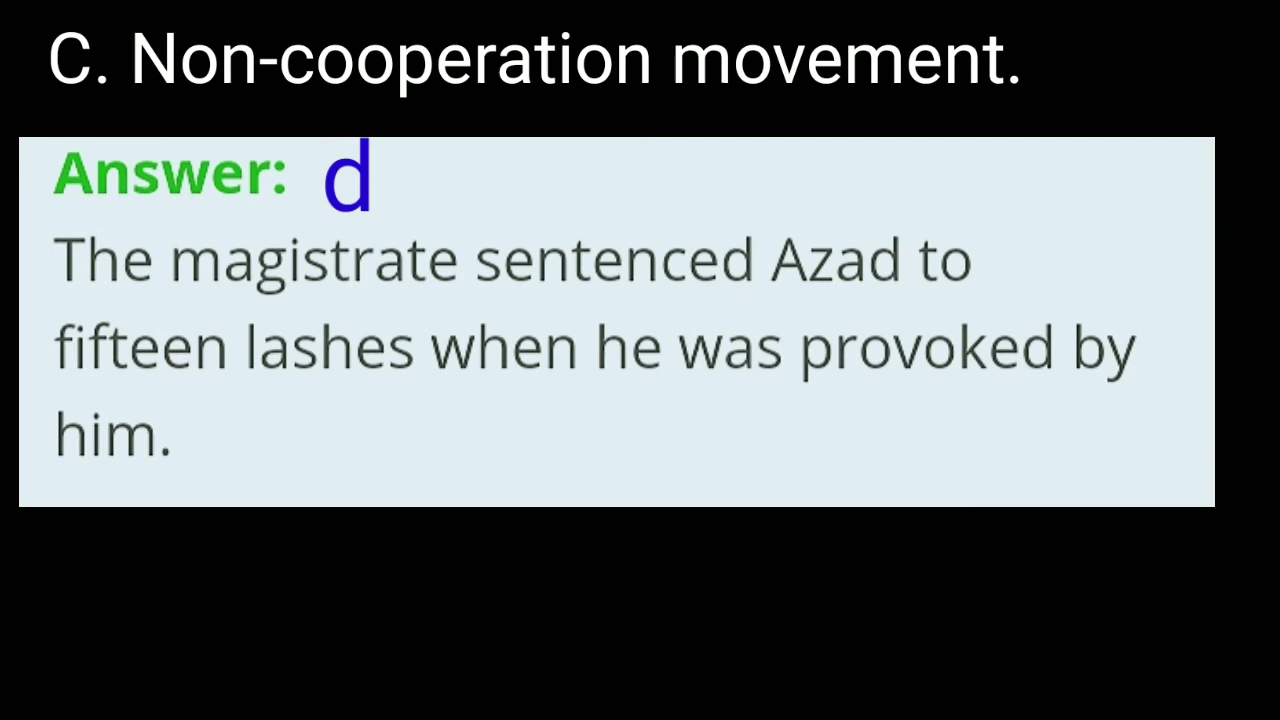 C. Non-cooperation movement.
Answer: d
The magistrate sentenced Azad to
fifteen lashes when he was provoked by
him.